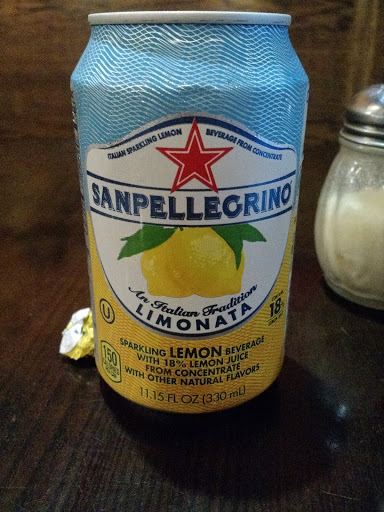 ITALIAN SPARKLING LEMON BEVERAGE FROM CONCENTRATE
SANPELLEGRINO
An Italian Tradition
LIMONATA
18%
U
150
SPARKLING LEMON BEVERAGE
WITH 18% LEMON JUICE
FROM CONCENTRATE
WITH OTHER NATURAL FLAVORS
11.15 FL OZ (330 mL)